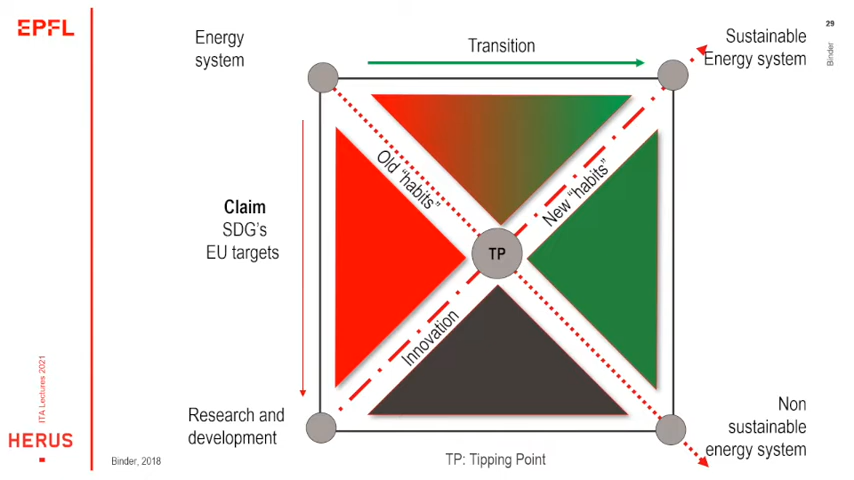 EPFL
29
Binder
Energy
system
Transition
Sustainable
Energy system
Old "habits"
New "habits"
Claim
SDG's
EU targets
TP
Innovation
Research and
development
Non
sustainable
energy system
TP: Tipping Point
Binder, 2018
ITA Lectures 2021
HERUS